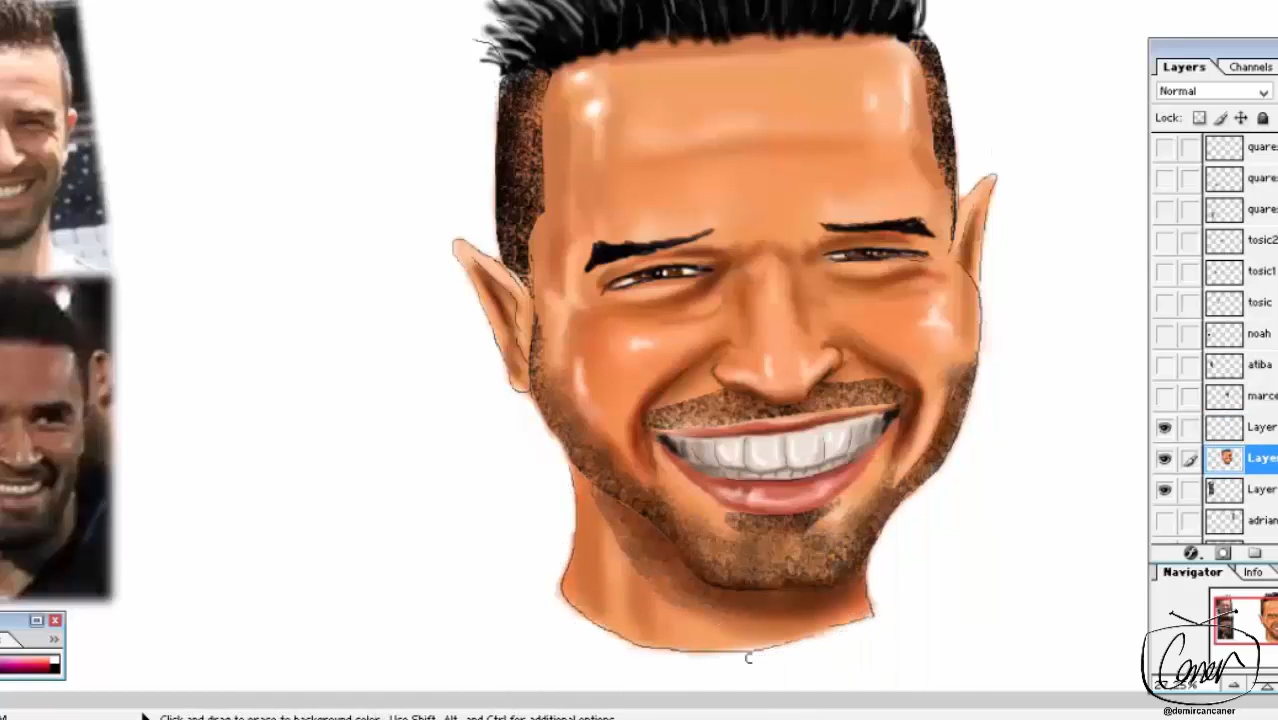 Layers
Channels
Normal
Lock:
quare
quare
quare
tosic2
tosic1
tosic
noah
atiba
marce
Layer
Laye
Layer
adrian
Navigator
Info
Caner
@demircancaner
Click and drag to erase to background color. Use Shift, Alt, and Ctrl for additional options.